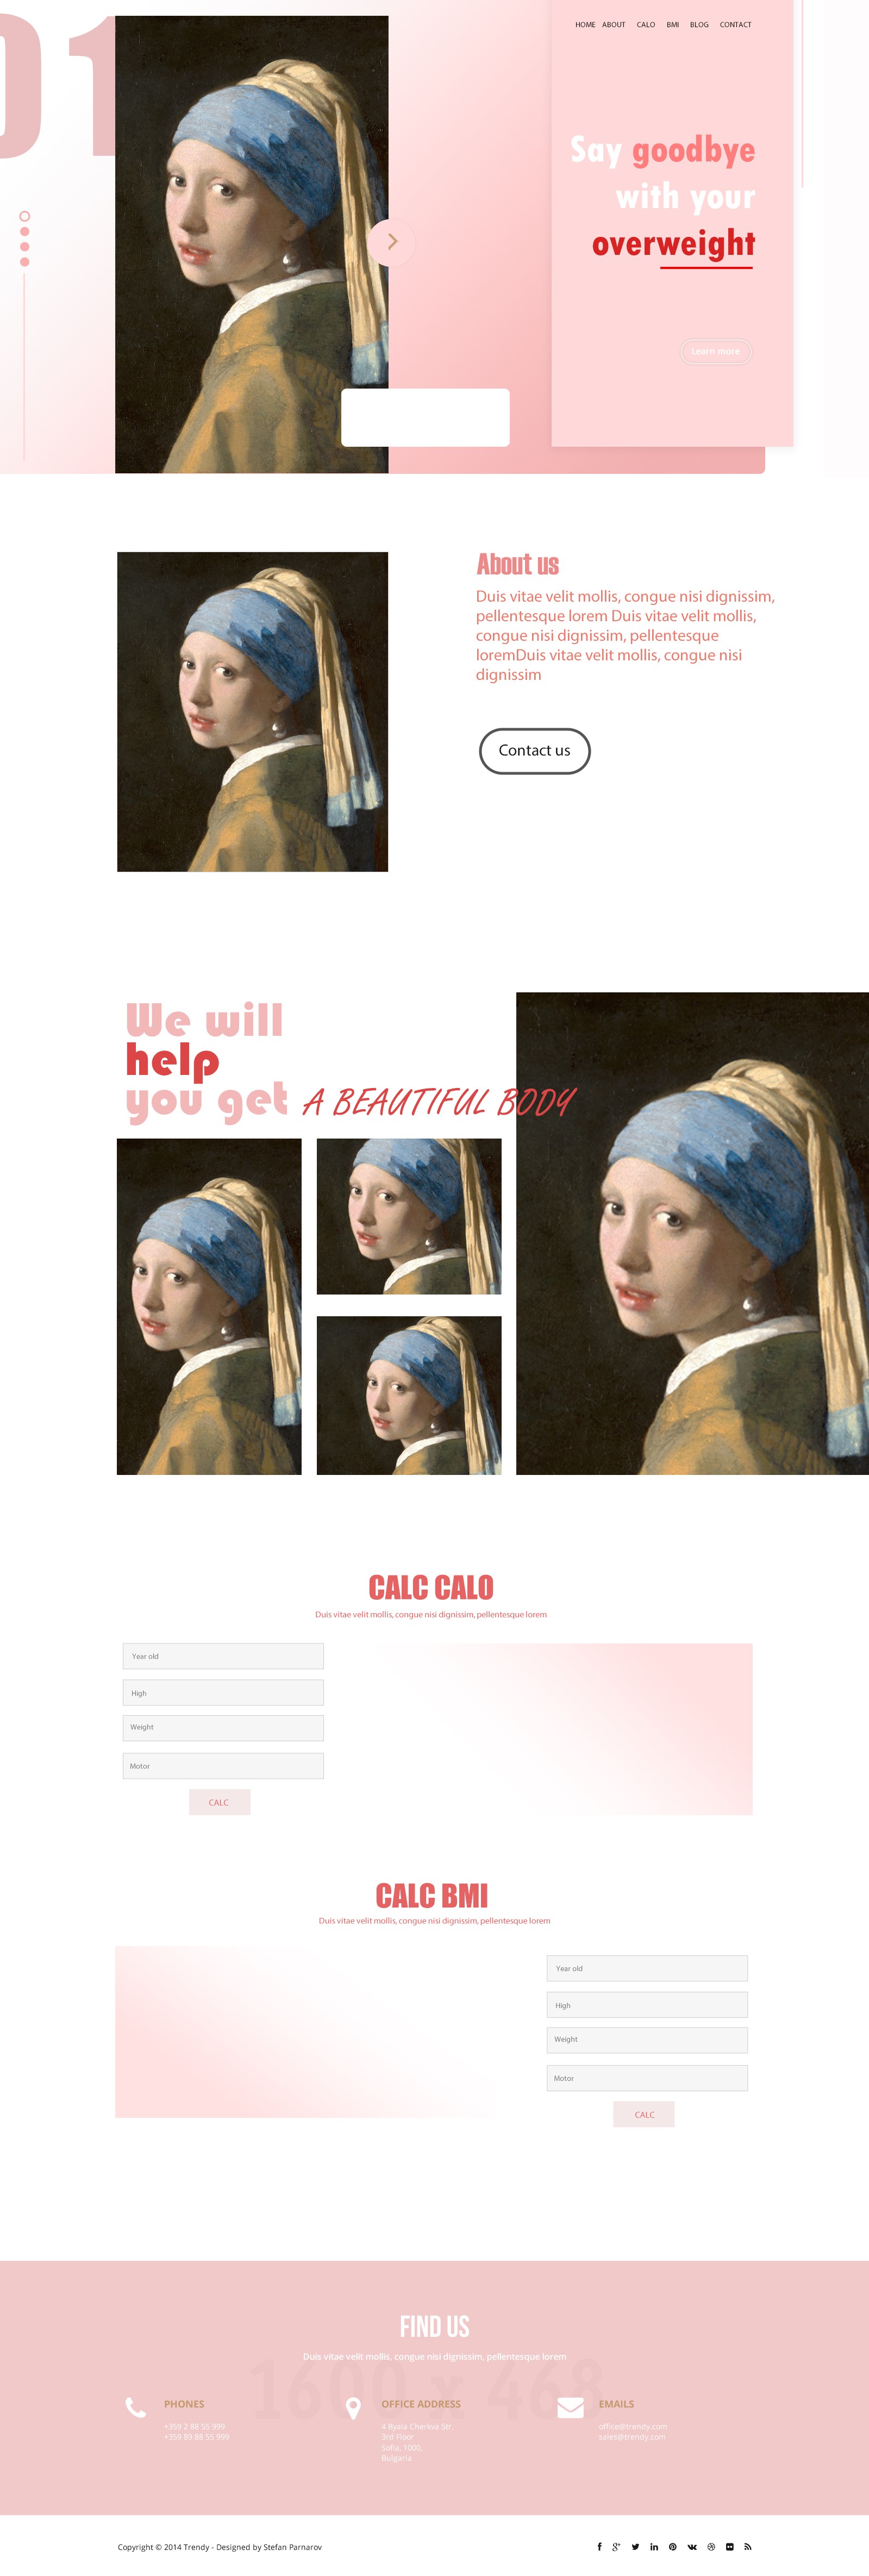 01
HOME ABOUT CALO BMI BLOG CONTACT
Say goodbye
with your
overweight
Learn more
About us
Duis vitae velit mollis, congue nisi dignissim,
pellentesque lorem Duis vitae velit mollis,
congue nisi dignissim, pellentesque
loremDuis vitae velit mollis, congue nisi
dignissim
Contact us
We will
help
you get A BEAUTIFUL BODY
CALC CALO
Duis vitae velit mollis, congue nisi dignissim, pellentesque lorem
Year old
High
Weight
Motor
CALC
CALC BMI
Duis vitae velit mollis, congue nisi dignissim, pellentesque lorem
Year old
High
Weight
Motor
CALC
FIND US
Duis vitae velit mollis, congue nisi dignissim, pellentesque lorem
1600 x 468
PHONES
+359 2 88 55 999
+359 89 88 55 999
OFFICE ADDRESS
4 Byara Cherkva Str.
3rd Floor
Sofia, 1000,
Bulgaria
EMAILS
office@trendy.com
sales@trendy.com
Copyright © 2014 Trendy - Designed by Stefan Parnarov